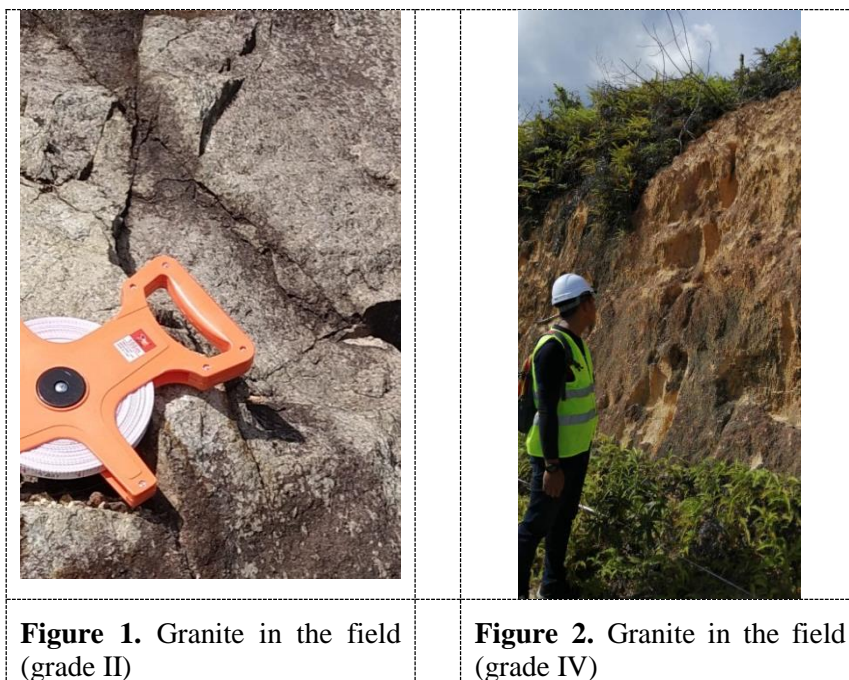 Figure 1. Granite in the field
(grade II)
Figure 2. Granite in the field
(grade IV)